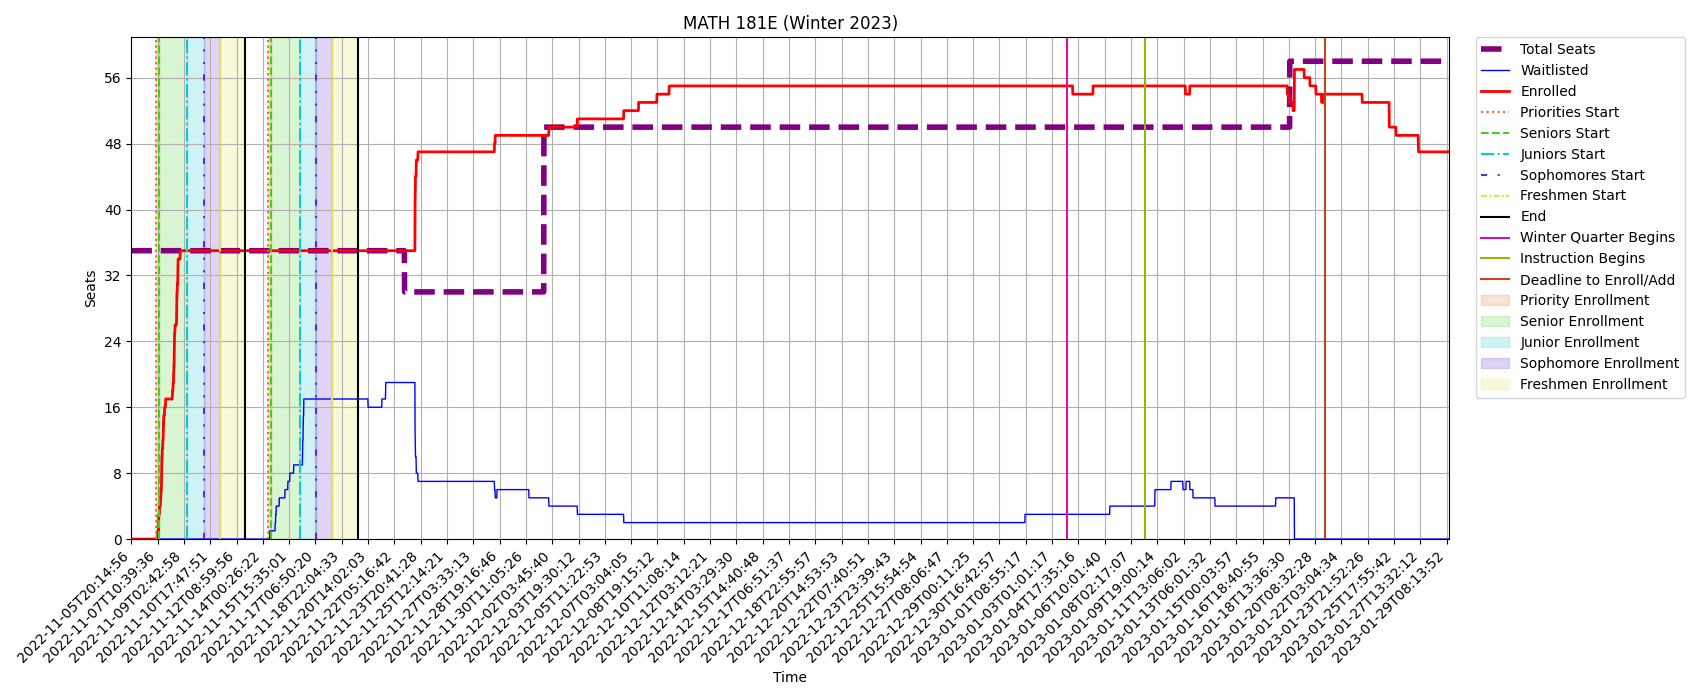 MATH 181E (Winter 2023)
Seats
56
48
40
32
24
16
8
0
2022-11-05T20:14:56
2022-11-07T10:39:36
2022-11-09T02:42:58
2022-11-10T17:47:51
2022-11-12T08:59:56
2022-11-14T00:26:22
2022-11-15T15:35:01
2022-11-17T06:50:20
2022-11-18T22:04:33
2022-11-20T14:02:03
2022-11-22T05:16:42
2022-11-23T20:41:28
2022-11-25T12:14:21
2022-11-27T03:33:13
2022-11-28T19:16:46
2022-11-30T11:05:26
2022-12-02T03:45:40
2022-12-03T19:30:12
2022-12-05T11:22:53
2022-12-07T03:04:05
2022-12-08T19:15:12
2022-12-10T11:08:14
2022-12-12T03:12:21
2022-12-14T03:29:30
2022-12-15T14:40:48
2022-12-17T06:51:37
2022-12-18T22:55:57
2022-12-20T14:53:53
2022-12-22T07:40:51
2022-12-23T23:39:43
2022-12-25T15:54:54
2022-12-27T08:06:47
2022-12-29T00:11:25
2022-12-30T16:42:57
2023-01-01T08:55:17
2023-01-03T01:01:17
2023-01-04T17:35:16
2023-01-06T10:01:40
2023-01-08T02:17:07
2023-01-09T19:00:14
2023-01-11T13:06:02
2023-01-13T06:01:32
2023-01-15T00:03:57
2023-01-16T18:40:55
2023-01-18T13:36:30
2023-01-20T08:32:28
2023-01-22T03:04:34
2023-01-23T21:52:26
2023-01-25T17:55:42
2023-01-27T13:32:12
2023-01-29T08:13:52
Time
Total Seats
Waitlisted
Enrolled
Priorities Start
Seniors Start
Juniors Start
Sophomores Start
Freshmen Start
End
Winter Quarter Begins
Instruction Begins
Deadline to Enroll/Add
Priority Enrollment
Senior Enrollment
Junior Enrollment
Sophomore Enrollment
Freshmen Enrollment